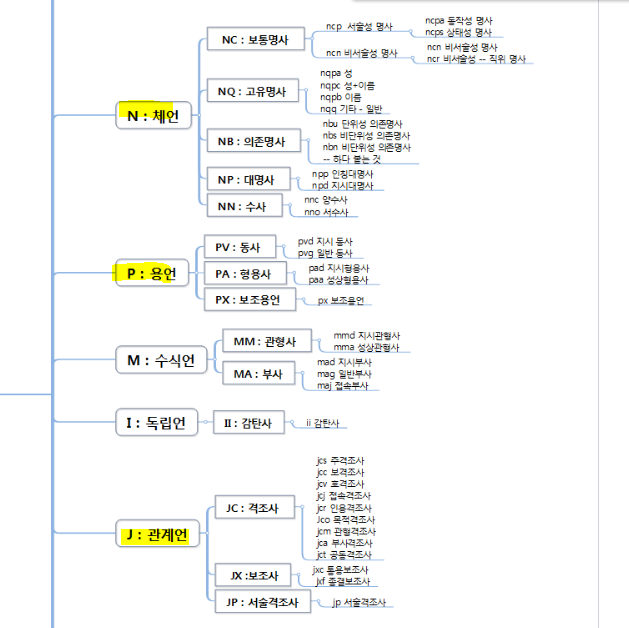 N : 체언
NC : 보통명사
ncp 서술성 명사
ncpa 동작성 명사
ncps 상태성 명사
ncn 비서술성 명사
ncn 비서술성 명사
ncr 비서술성 -- 직위 명사
NQ : 고유명사
nqpa 성
nqpc 성+이름
nqpb 이름
nqq 기타 - 일반
NB : 의존명사
nbu 단위성 의존명사
nbs 비단위성 의존명사
nbn 비단위성 의존명사
-- 하다 붙는 것
NP : 대명사
npp 인칭대명사
npd 지시대명사
NN : 수사
nnc 양수사
nno 서수사
P : 용언
PV : 동사
pvd 지시 동사
pvg 일반 동사
PA : 형용사
pad 지시형용사
paa 성상형용사
PX : 보조용언
px 보조용언
M : 수식언
MM : 관형사
mmd 지시관형사
mma 성상관형사
MA : 부사
mad 지시부사
mag 일반부사
maj 접속부사
I : 독립언
II : 감탄사
ii 감탄사
J : 관계언
JC : 격조사
jcs 주격조사
jcc 보격조사
jcv 호격조사
jcj 접속격조사
jcr 인용격조사
Jco 목적격조사
jcm 관형격조사
jca 부사격조사
jct 공동격조사
JX :보조사
jxc 통용보조사
jxf 종결보조사
JP : 서술격조사
jp 서술격조사